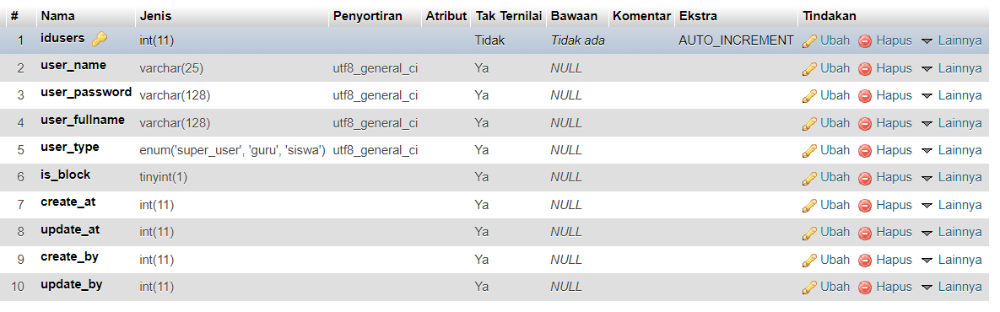 # Nama Jenis Penyortiran Atribut Tak Ternilai Bawaan Komentar Ekstra Tindakan
1 idusers int(11) Tidak Tidak ada AUTO_INCREMENT Ubah Hapus Lainnya
2 user_name varchar(25) utf8_general_ci Ya NULL Ubah Hapus Lainnya
3 user_password varchar(128) utf8_general_ci Ya NULL Ubah Hapus Lainnya
4 user_fullname varchar(128) utf8_general_ci Ya NULL Ubah Hapus Lainnya
5 user_type enum('super_user', 'guru', 'siswa') utf8_general_ci Ya NULL Ubah Hapus Lainnya
6 is_block tinyint(1) Ya NULL Ubah Hapus Lainnya
7 create_at int(11) Ya NULL Ubah Hapus Lainnya
8 update_at int(11) Ya NULL Ubah Hapus Lainnya
9 create_by int(11) Ya NULL Ubah Hapus Lainnya
10 update_by int(11) Ya NULL Ubah Hapus Lainnya